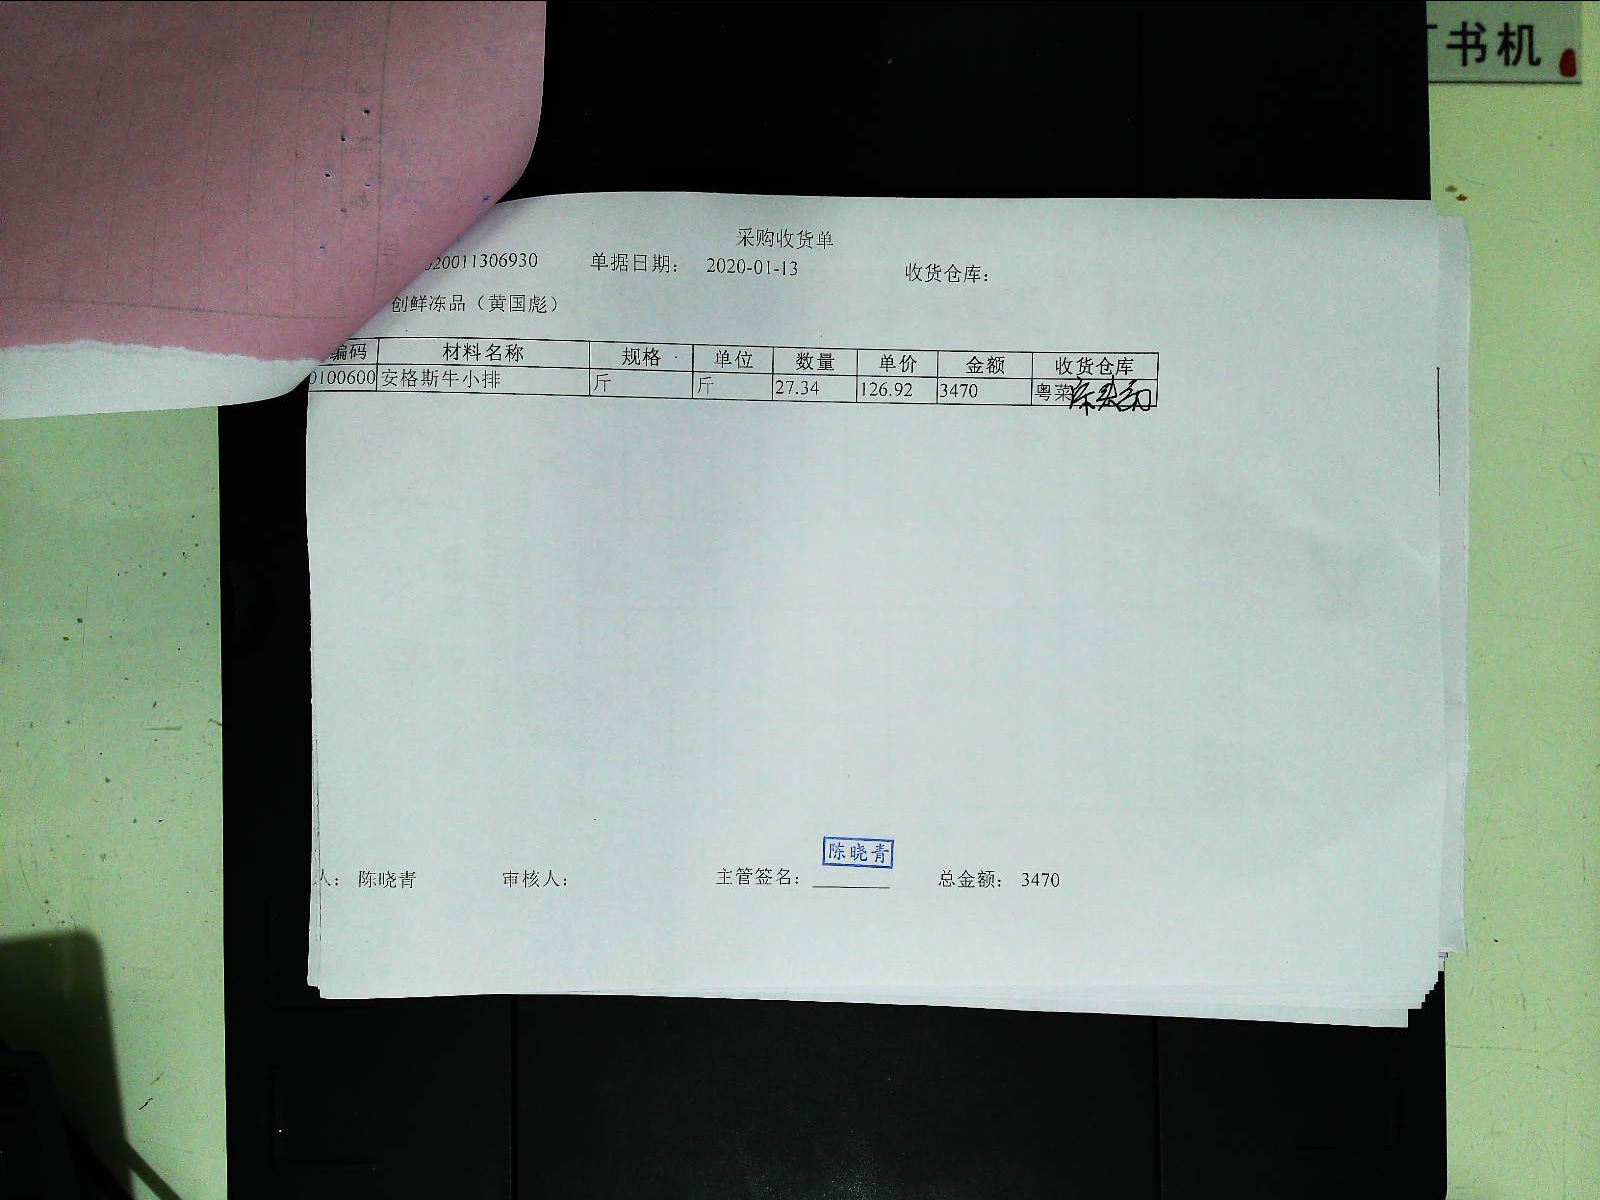 书机
采购收货单
020011306930 单据日期： 2020-01-13 收货仓库：
创鲜冻品（黄国彪）
编码 材料名称 规格 单位 数量 单价 金额 收货仓库
0100600 安格斯牛小排 斤 斤 27.34 126.92 3470 粤菜
陈晓青
人： 陈晓青 审核人： 主管签名： 总金额： 3470